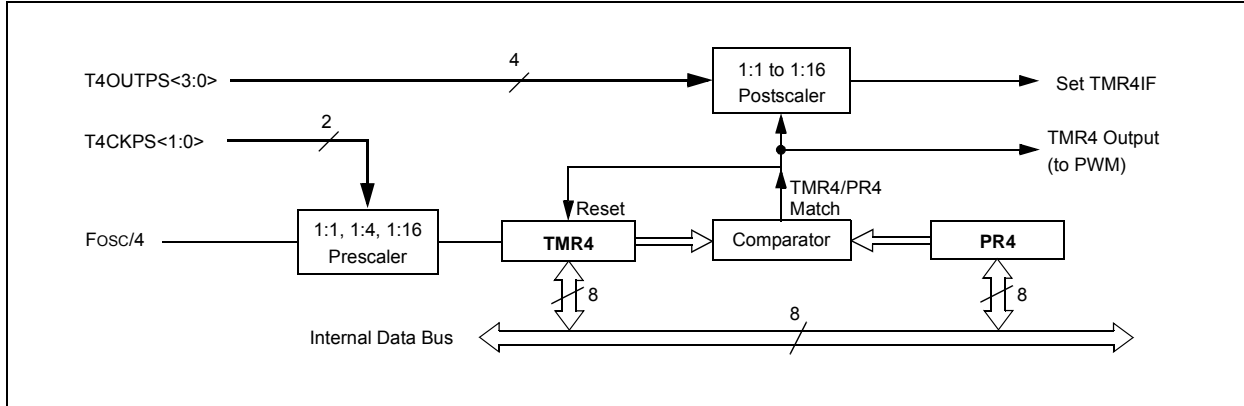 T4OUTPS<3:0>
4
1:1 to 1:16
Postscaler
Set TMR4IF
T4CKPS<1:0>
2
TMR4 Output
(to PWM)
TMR4/PR4
Match
Reset
FOSC/4
1:1, 1:4, 1:16
Prescaler
TMR4
Comparator
PR4
8
8
Internal Data Bus
8